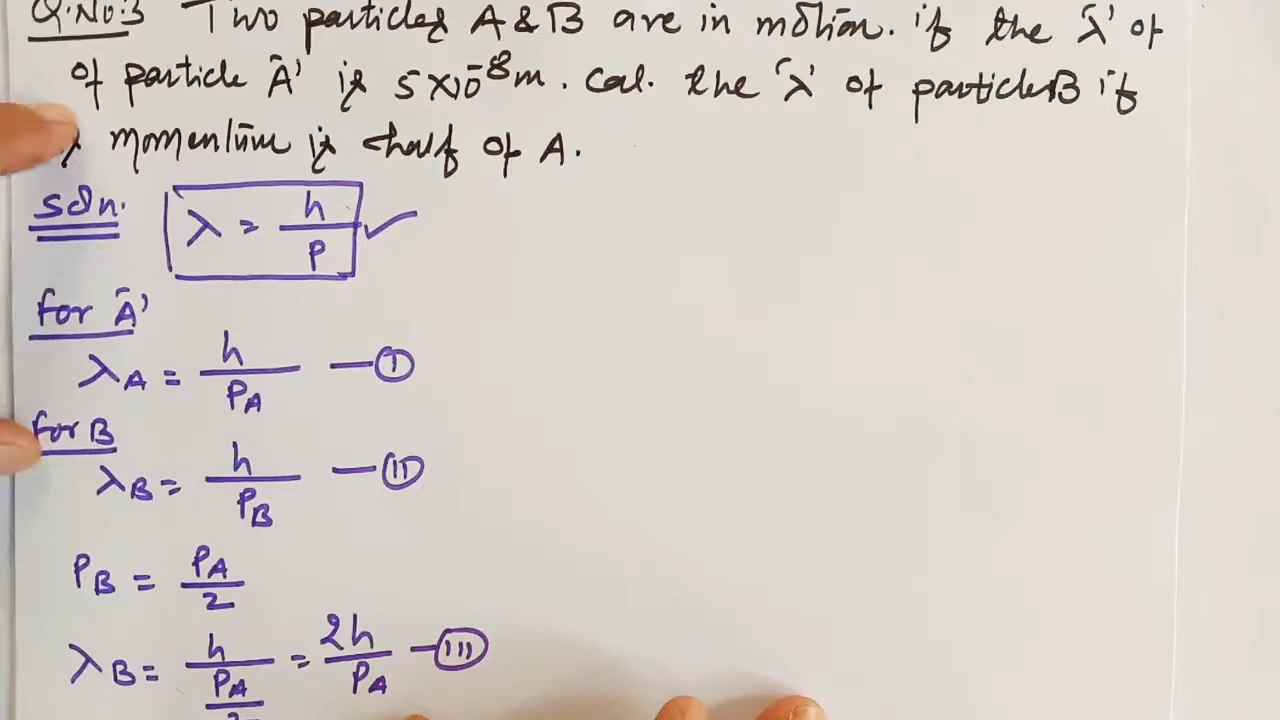 Q.No:3 Two particles A & B are in motion. if the 'λ' of
of particle 'A' is 5×10⁻⁸m. Cal. the 'λ' of particles B if
momentum is half of A.
Soln. λ = h/P ✓
for 'A'
λA = h/PA — (I)
for B
λB = h/PB — (II)
PB = PA/2
λB = h/(PA/2) = 2h/PA — (III)